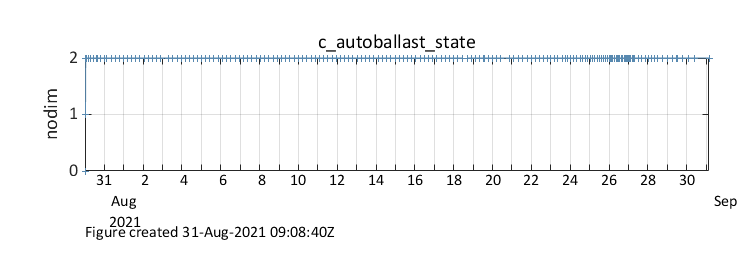 c_autoballast_state
nodim
2
1
0
31 2 4 6 8 10 12 14 16 18 20 22 24 26 28 30
Aug Sep
2021
Figure created 31-Aug-2021 09:08:40Z